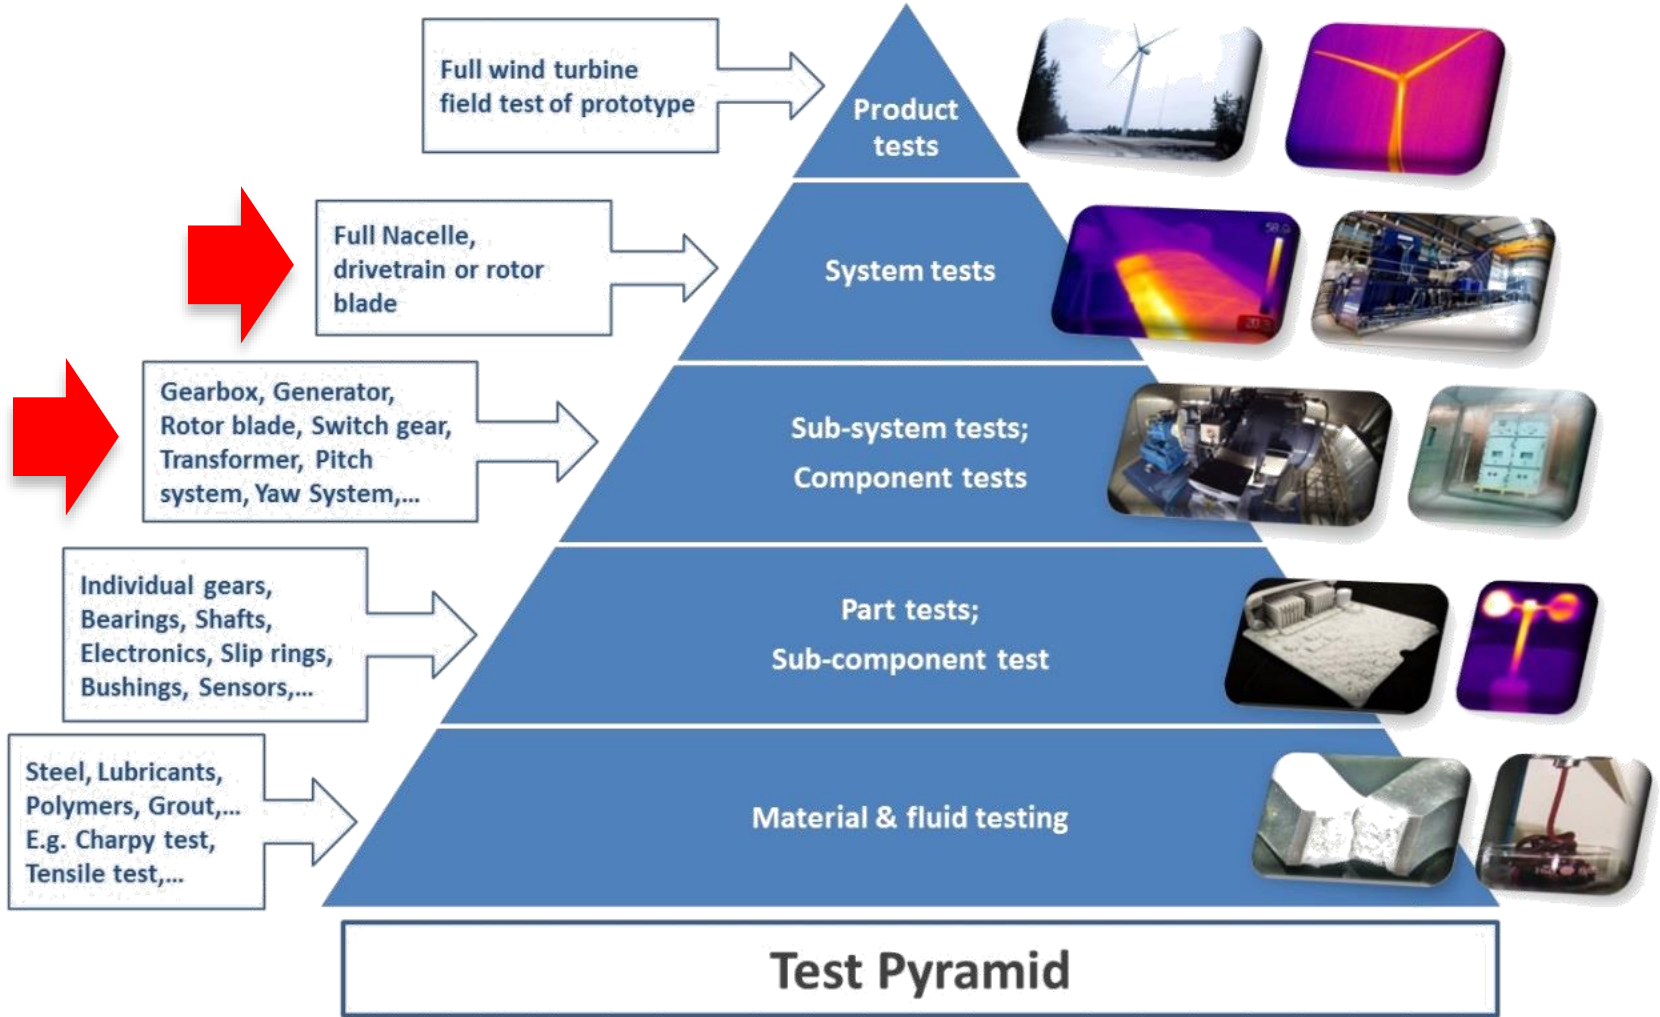 Full wind turbine
field test of prototype
Product
tests
Full Nacelle,
drivetrain or rotor
blade
System tests
58.0
Gearbox, Generator,
Rotor blade, Switch gear,
Transformer, Pitch
system, Yaw System,...
Sub-system tests;
Component tests
Individual gears,
Bearings, Shafts,
Electronics, Slip rings,
Bushings, Sensors,...
Part tests;
Sub-component test
Steel, Lubricants,
Polymers, Grout,...
E.g. Charpy test,
Tensile test,...
Material & fluid testing
Test Pyramid